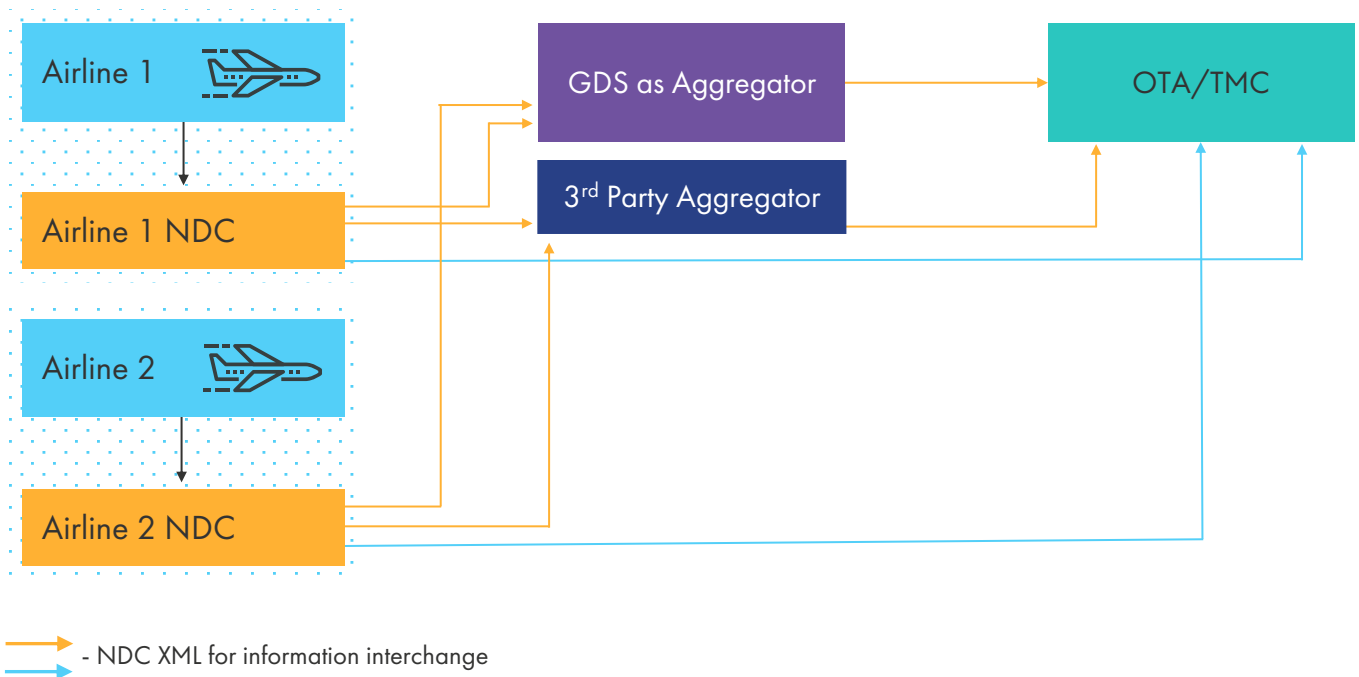 Airline 1
GDS as Aggregator
OTA/TMC
3rd Party Aggregator
Airline 1 NDC
Airline 2
Airline 2 NDC
- NDC XML for information interchange